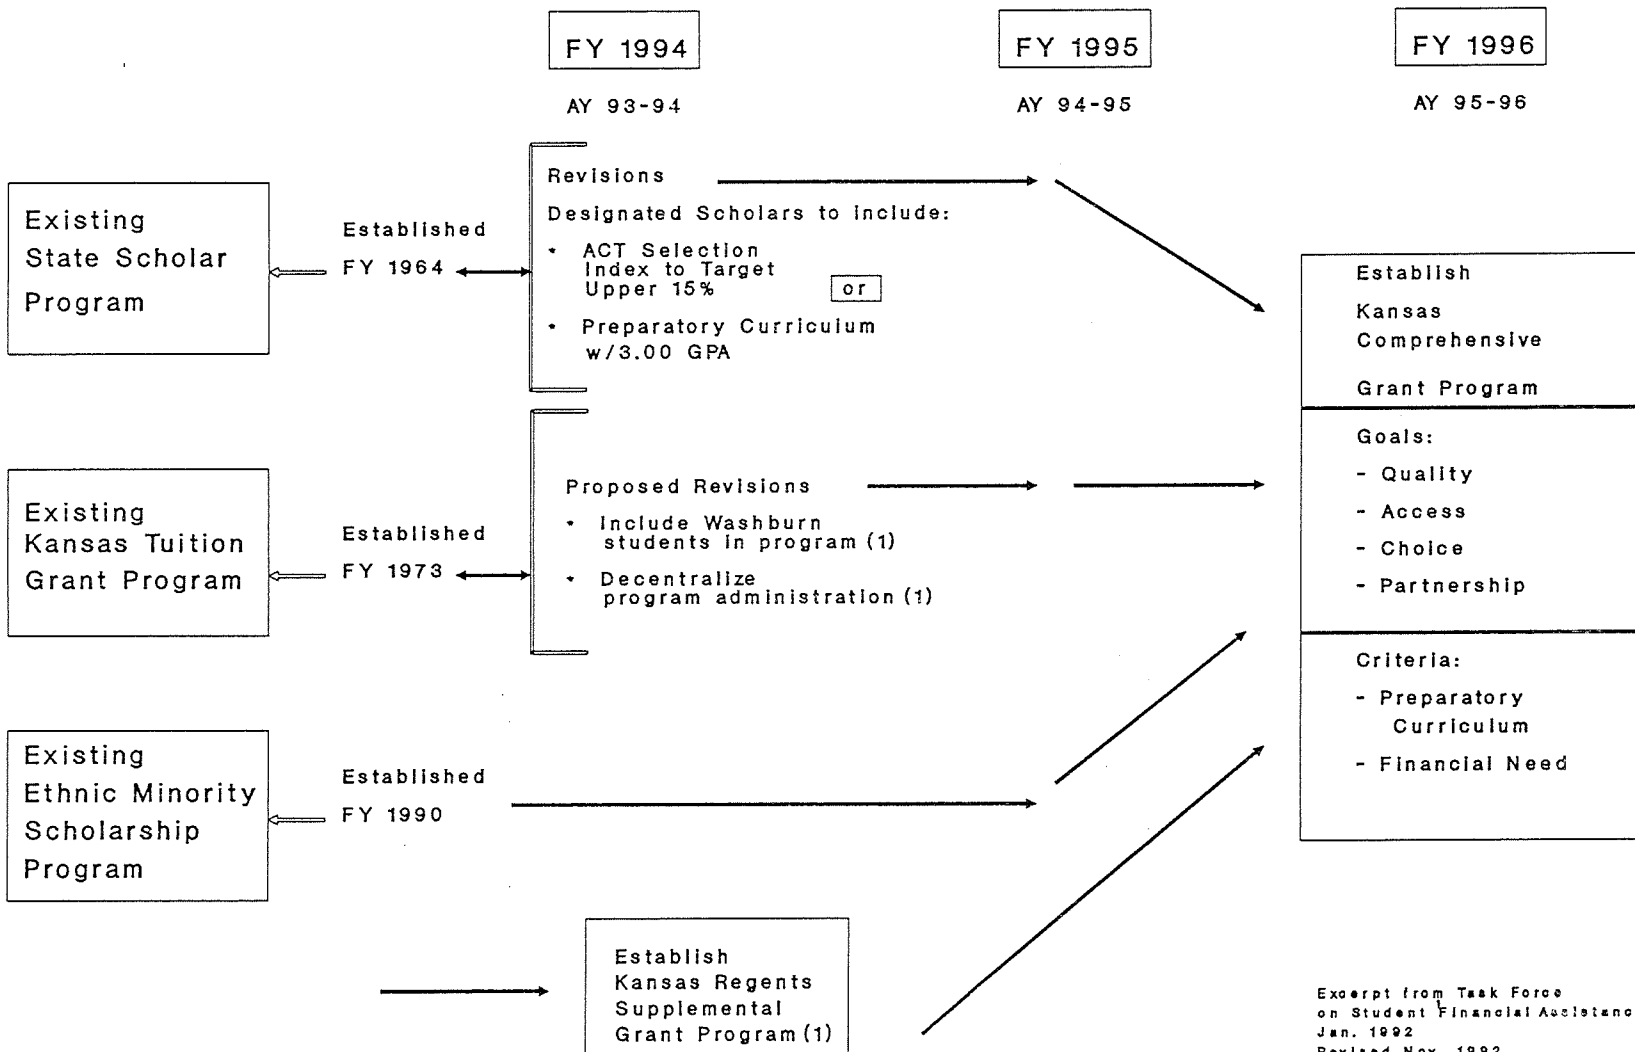 FY 1994
FY 1995
FY 1996
AY 93-94
AY 94-95
AY 95-96
Existing
State Scholar
Program
Established
FY 1964
Revisions
Designated Scholars to Include:
* ACT Selection
Index to Target
Upper 15%
or
* Preparatory Curriculum
w/3.00 GPA
Existing
Kansas Tuition
Grant Program
Established
FY 1973
Proposed Revisions
* Include Washburn
students in program (1)
* Decentralize
program administration (1)
Existing
Ethnic Minority
Scholarship
Program
Established
FY 1990
Establish
Kansas Regents
Supplemental
Grant Program (1)
Establish
Kansas
Comprehensive
Grant Program
Goals:
- Quality
- Access
- Choice
- Partnership
Criteria:
- Preparatory
Curriculum
- Financial Need
Excerpt from Task Force
on Student Financial Assistanc
Jan. 1992
Revised Nov. 1992